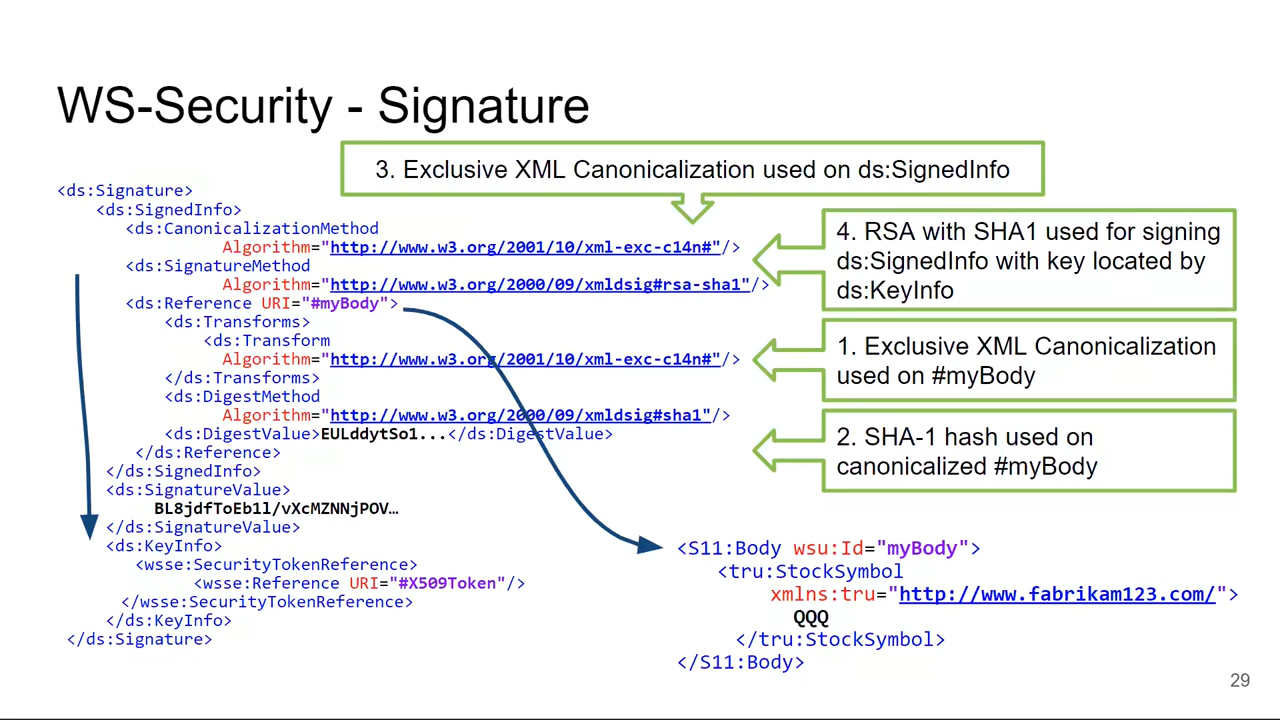 WS-Security - Signature
3. Exclusive XML Canonicalization used on ds:SignedInfo
<ds:Signature>
<ds:SignedInfo>
<ds:CanonicalizationMethod
Algorithm="http://www.w3.org/2001/10/xml-exc-c14n#"/>
<ds:SignatureMethod
Algorithm="http://www.w3.org/2000/09/xmldsig#rsa-sha1"/>
<ds:Reference URI="#myBody">
<ds:Transforms>
<ds:Transform
Algorithm="http://www.w3.org/2001/10/xml-exc-c14n#"/>
</ds:Transforms>
<ds:DigestMethod
Algorithm="http://www.w3.org/2000/09/xmldsig#sha1"/>
<ds:DigestValue>EULddytSo1...</ds:DigestValue>
</ds:Reference>
</ds:SignedInfo>
<ds:SignatureValue>
BL8jdfToEb1l/vXcMZNNjPOV…
</ds:SignatureValue>
<ds:KeyInfo>
<wsse:SecurityTokenReference>
<wsse:Reference URI="#X509Token"/>
</wsse:SecurityTokenReference>
</ds:KeyInfo>
</ds:Signature>
4. RSA with SHA1 used for signing
ds:SignedInfo with key located by
ds:KeyInfo
1. Exclusive XML Canonicalization
used on #myBody
2. SHA-1 hash used on
canonicalized #myBody
<S11:Body wsu:Id="myBody">
<tru:StockSymbol
xmlns:tru="http://www.fabrikam123.com/">
QQQ
</tru:StockSymbol>
</S11:Body>
29